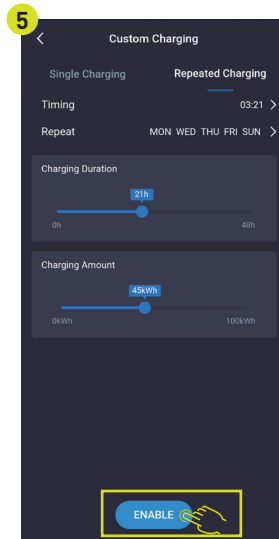 5
Custom Charging
Single Charging Repeated Charging
Timing 03:21
Repeat MON WED THU FRI SUN
Charging Duration
21h
0h 48h
Charging Amount
45kWh
0kWh 100kWh
ENABLE